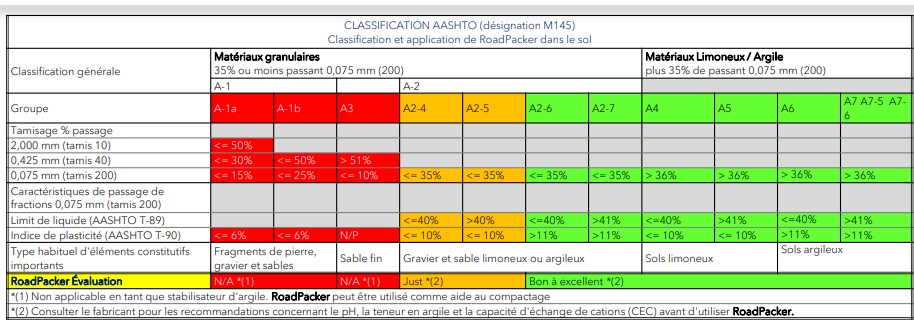 CLASSIFICATION AASHTO (désignation M145)
Classification et application de RoadPacker dans le sol
Classification générale
Matériaux granulaires
35% ou moins passant 0,075 mm (200)
Matériaux Limoneux / Argile
plus 35% de passant 0,075 mm (200)
A-1 A-2
Groupe A-1a A-1b A3 A2-4 A2-5 A2-6 A2-7 A4 A5 A6 A7 A7-5 A7-6
Tamisage % passage
2,000 mm (tamis 10) <= 50%
0,425 mm (tamis 40) <= 30% <= 50% > 51%
0,075 mm (tamis 200) <= 15% <= 25% <= 10% <= 35% <= 35% <= 35% <= 35% > 36% > 36% > 36% > 36%
Caractéristiques de passage de
fractions 0,075 mm (tamis 200)
Limit de liquide (AASHTO T-89) <=40% >40% <=40% >41% <=40% >41% <=40% >41%
Indice de plasticité (AASHTO T-90) <= 6% <= 6% N/P <= 10% <= 10% >11% >11% <= 10% <= 10% >11% >11%
Type habituel d'éléments constitutifs
importants
Fragments de pierre,
gravier et sables
Sable fin
Gravier et sable limoneux ou argileux
Sols limoneux
Sols argileux
RoadPacker Évaluation N/A *(1) N/A *(1) Just *(2) Bon à excellent *(2)
*(1) Non applicable en tant que stabilisateur d'argile. RoadPacker peut être utilisé comme aide au compactage
*(2) Consulter le fabricant pour les recommandations concernant le pH, la teneur en argile et la capacité d'échange de cations (CEC) avant d'utiliser RoadPacker.